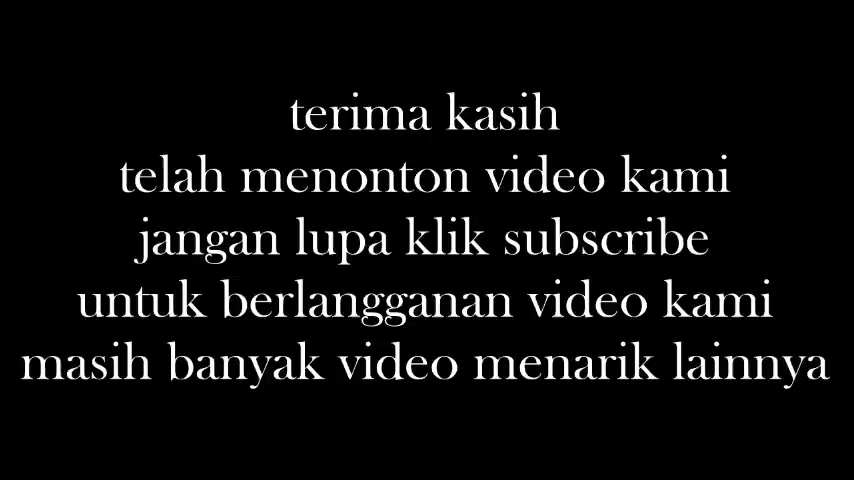 terima kasih
telah menonton video kami
jangan lupa klik subscribe
untuk berlangganan video kami
masih banyak video menarik lainnya